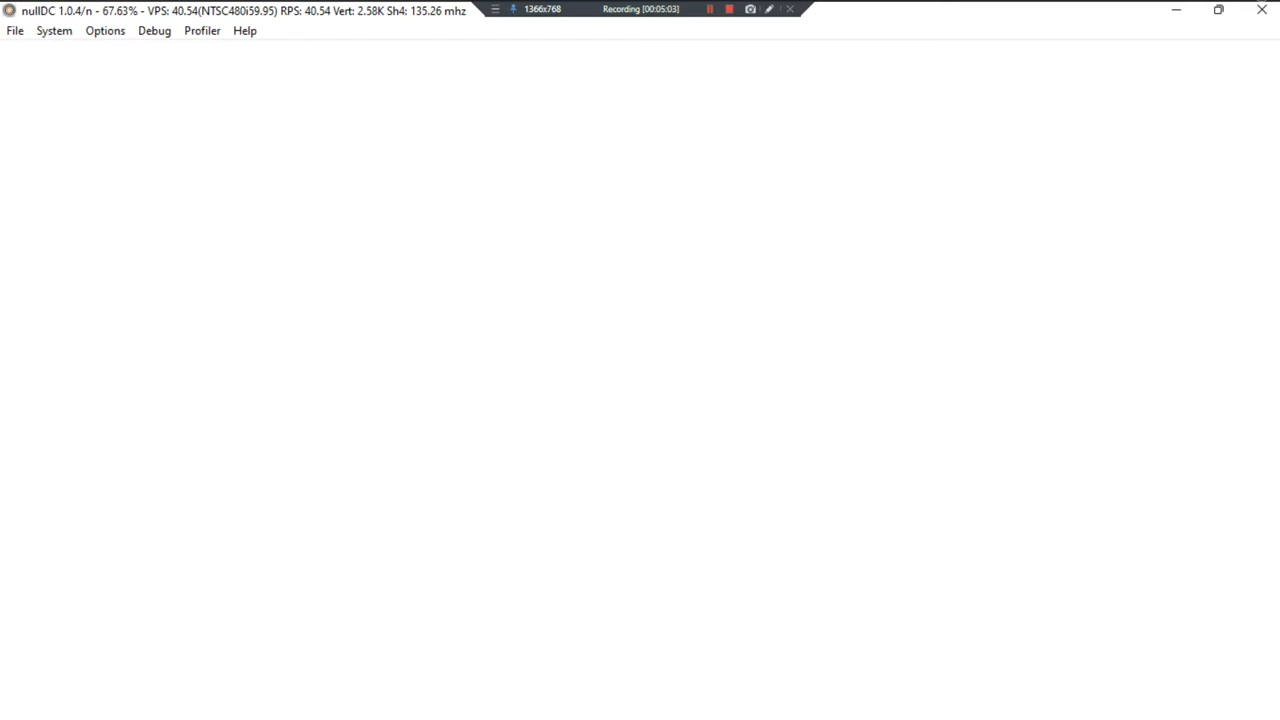 nullDC 1.0.4/n - 67.63% - VPS: 40.54(NTSC480i59.95) RPS: 40.54 Vert: 2.58K Sh4: 135.26 mhz
1366x768 Recording [00:05:03]
File System Options Debug Profiler Help